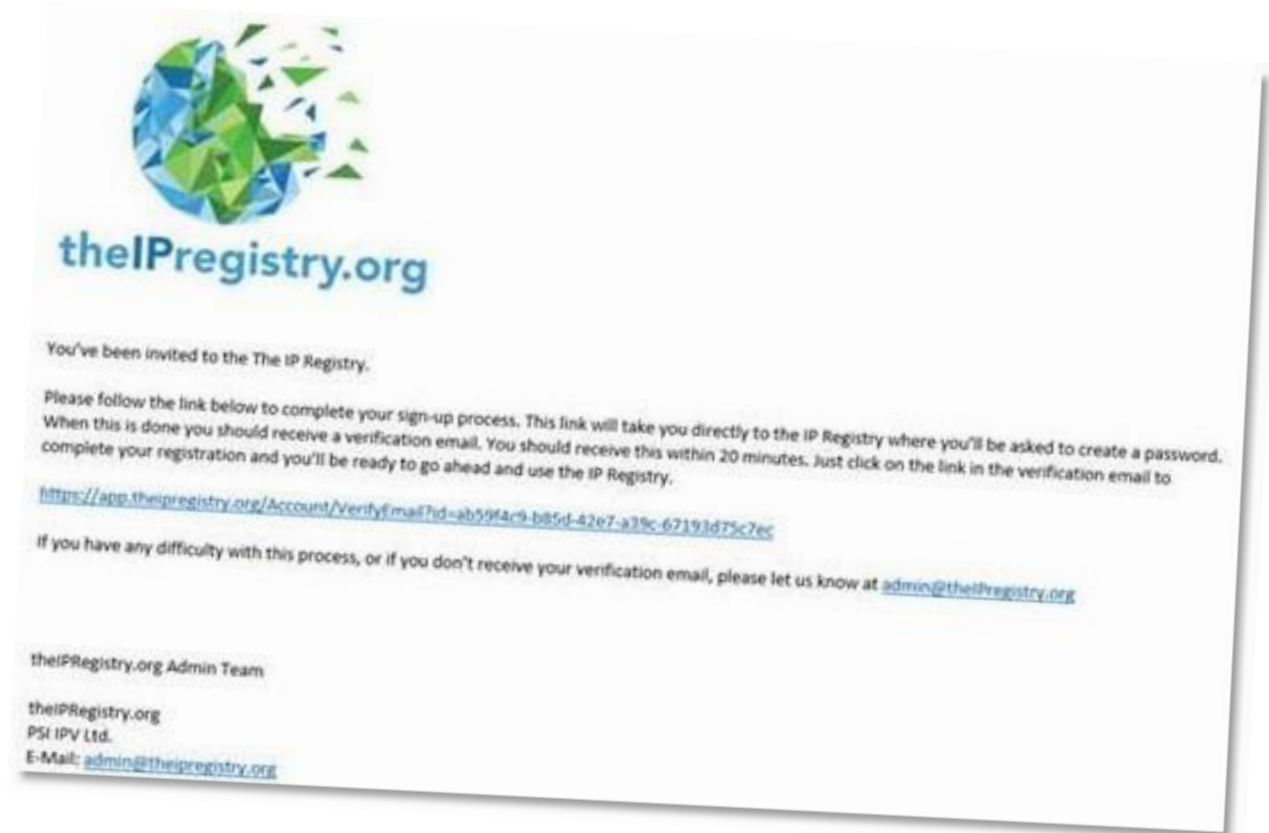 theIPregistry.org
You've been invited to the The IP Registry.
Please follow the link below to complete your sign-up process. This link will take you directly to the IP Registry where you'll be asked to create a password.
When this is done you should receive a verification email. You should receive this within 20 minutes. Just click on the link in the verification email to
complete your registration and you'll be ready to go ahead and use the IP Registry.
https://app.theipregistry.org/Account/VerifyEmail?id=ab59f4c9-b85d-42e7-a39c-67193d75c7ec
If you have any difficulty with this process, or if you don't receive your verification email, please let us know at admin@theIPregistry.org
theIPRegistry.org Admin Team
theIPRegistry.org
PSI IPV Ltd.
E-Mail: admin@theipregistry.org